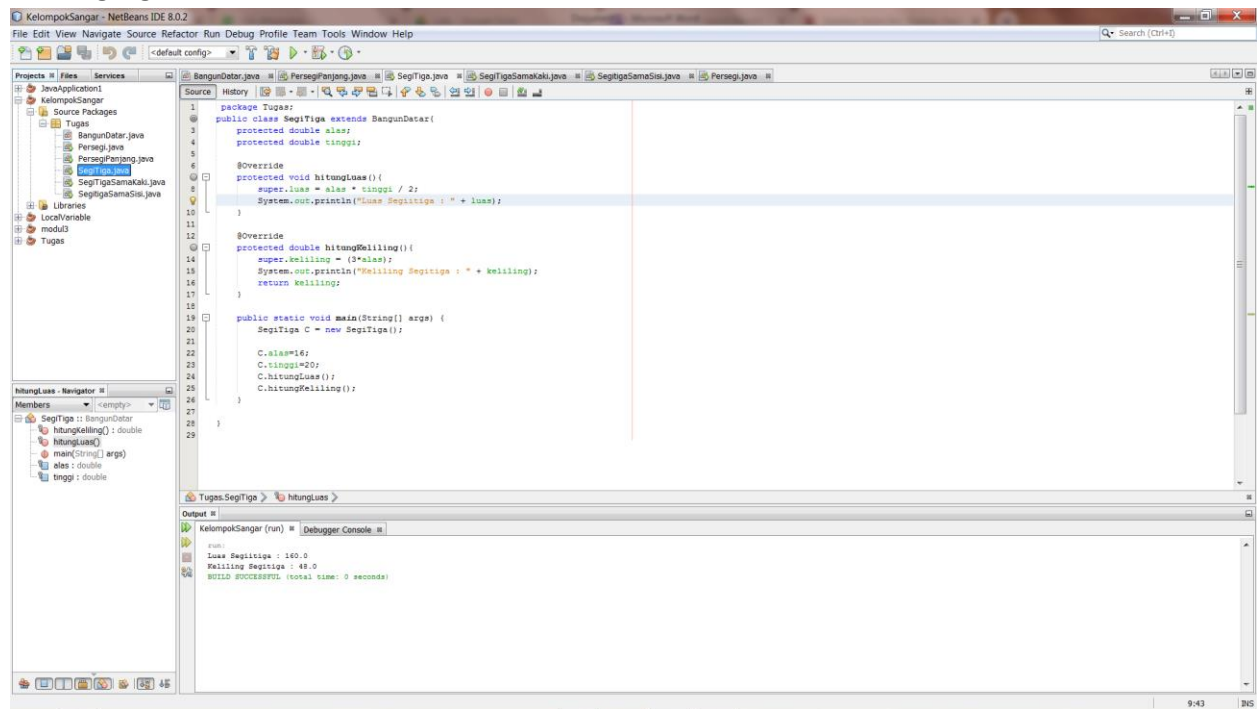 KelompokSangar - NetBeans IDE 8.0.2
File Edit View Navigate Source Refactor Run Debug Profile Team Tools Window Help
Search (Ctrl+I)
<default config>
Projects Files Services
JavaApplication1
KelompokSangar
Source Packages
Tugas
BangunDatar.java
Persegi.java
PersegiPanjang.java
SegiTiga.java
SegiTigaSamaKaki.java
SegitigaSamaSisi.java
Libraries
LocalVariable
modul3
Tugas
hitungLuas - Navigator
Members <empty>
SegiTiga :: BangunDatar
hitungKeliling() : double
hitungLuas()
main(String[] args)
alas : double
tinggi : double
BangunDatar.java PersegiPanjang.java SegiTiga.java SegiTigaSamaKaki.java SegitigaSamaSisi.java Persegi.java
Source History
1 package Tugas;
public class SegiTiga extends BangunDatar{
3 protected double alas;
4 protected double tinggi;
5
6 @Override
protected void hitungLuas(){
8 super.luas = alas * tinggi / 2;
System.out.println("Luas Segiitiga : " + luas);
10 }
11
12 @Override
protected double hitungKeliling(){
14 super.keliling = (3*alas);
15 System.out.println("Keliling Segitiga : " + keliling);
16 return keliling;
17 }
18
19 public static void main(String[] args) {
20 SegiTiga C = new SegiTiga();
21
22 C.alas=16;
23 C.tinggi=20;
24 C.hitungLuas();
25 C.hitungKeliling();
26 }
27
28 }
29
Tugas.SegiTiga hitungLuas
Output
KelompokSangar (run) Debugger Console
run:
Luas Segiitiga : 160.0
Keliling Segitiga : 48.0
BUILD SUCCESSFUL (total time: 0 seconds)
9:43 INS